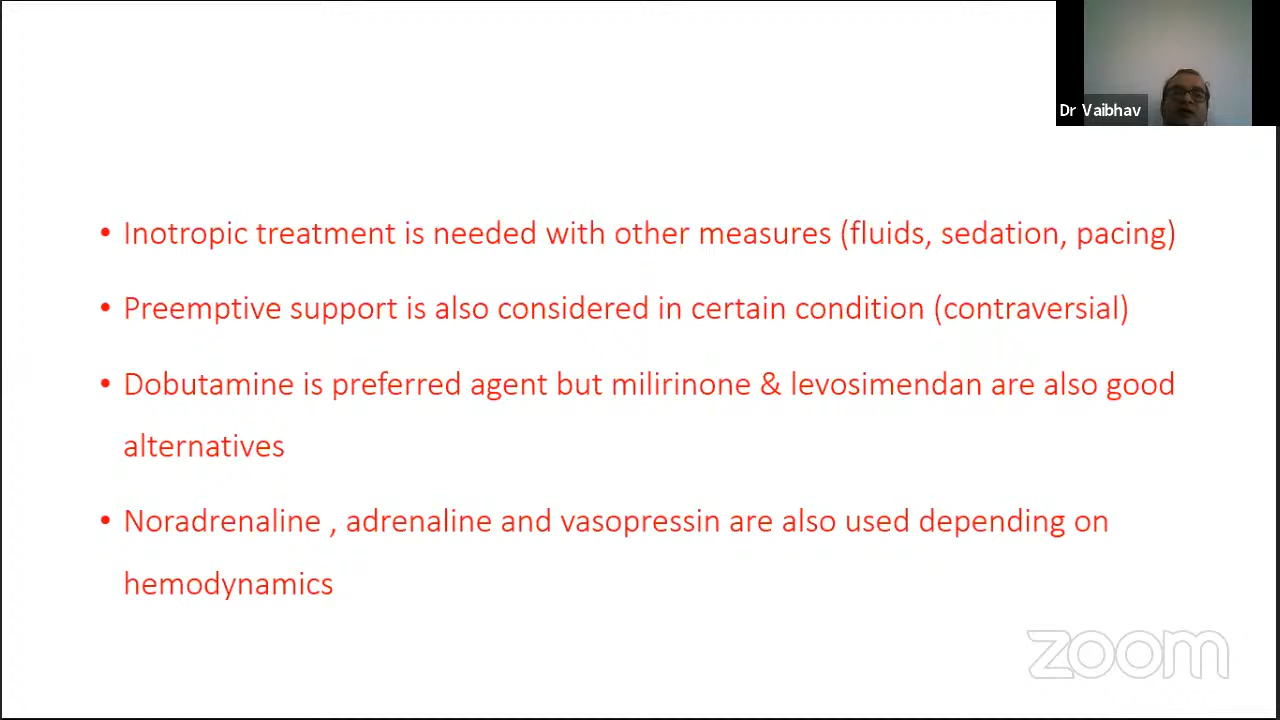 Dr Vaibhav
• Inotropic treatment is needed with other measures (fluids, sedation, pacing)
• Preemptive support is also considered in certain condition (contraversial)
• Dobutamine is preferred agent but milirinone & levosimendan are also good
alternatives
• Noradrenaline , adrenaline and vasopressin are also used depending on
hemodynamics
zoom